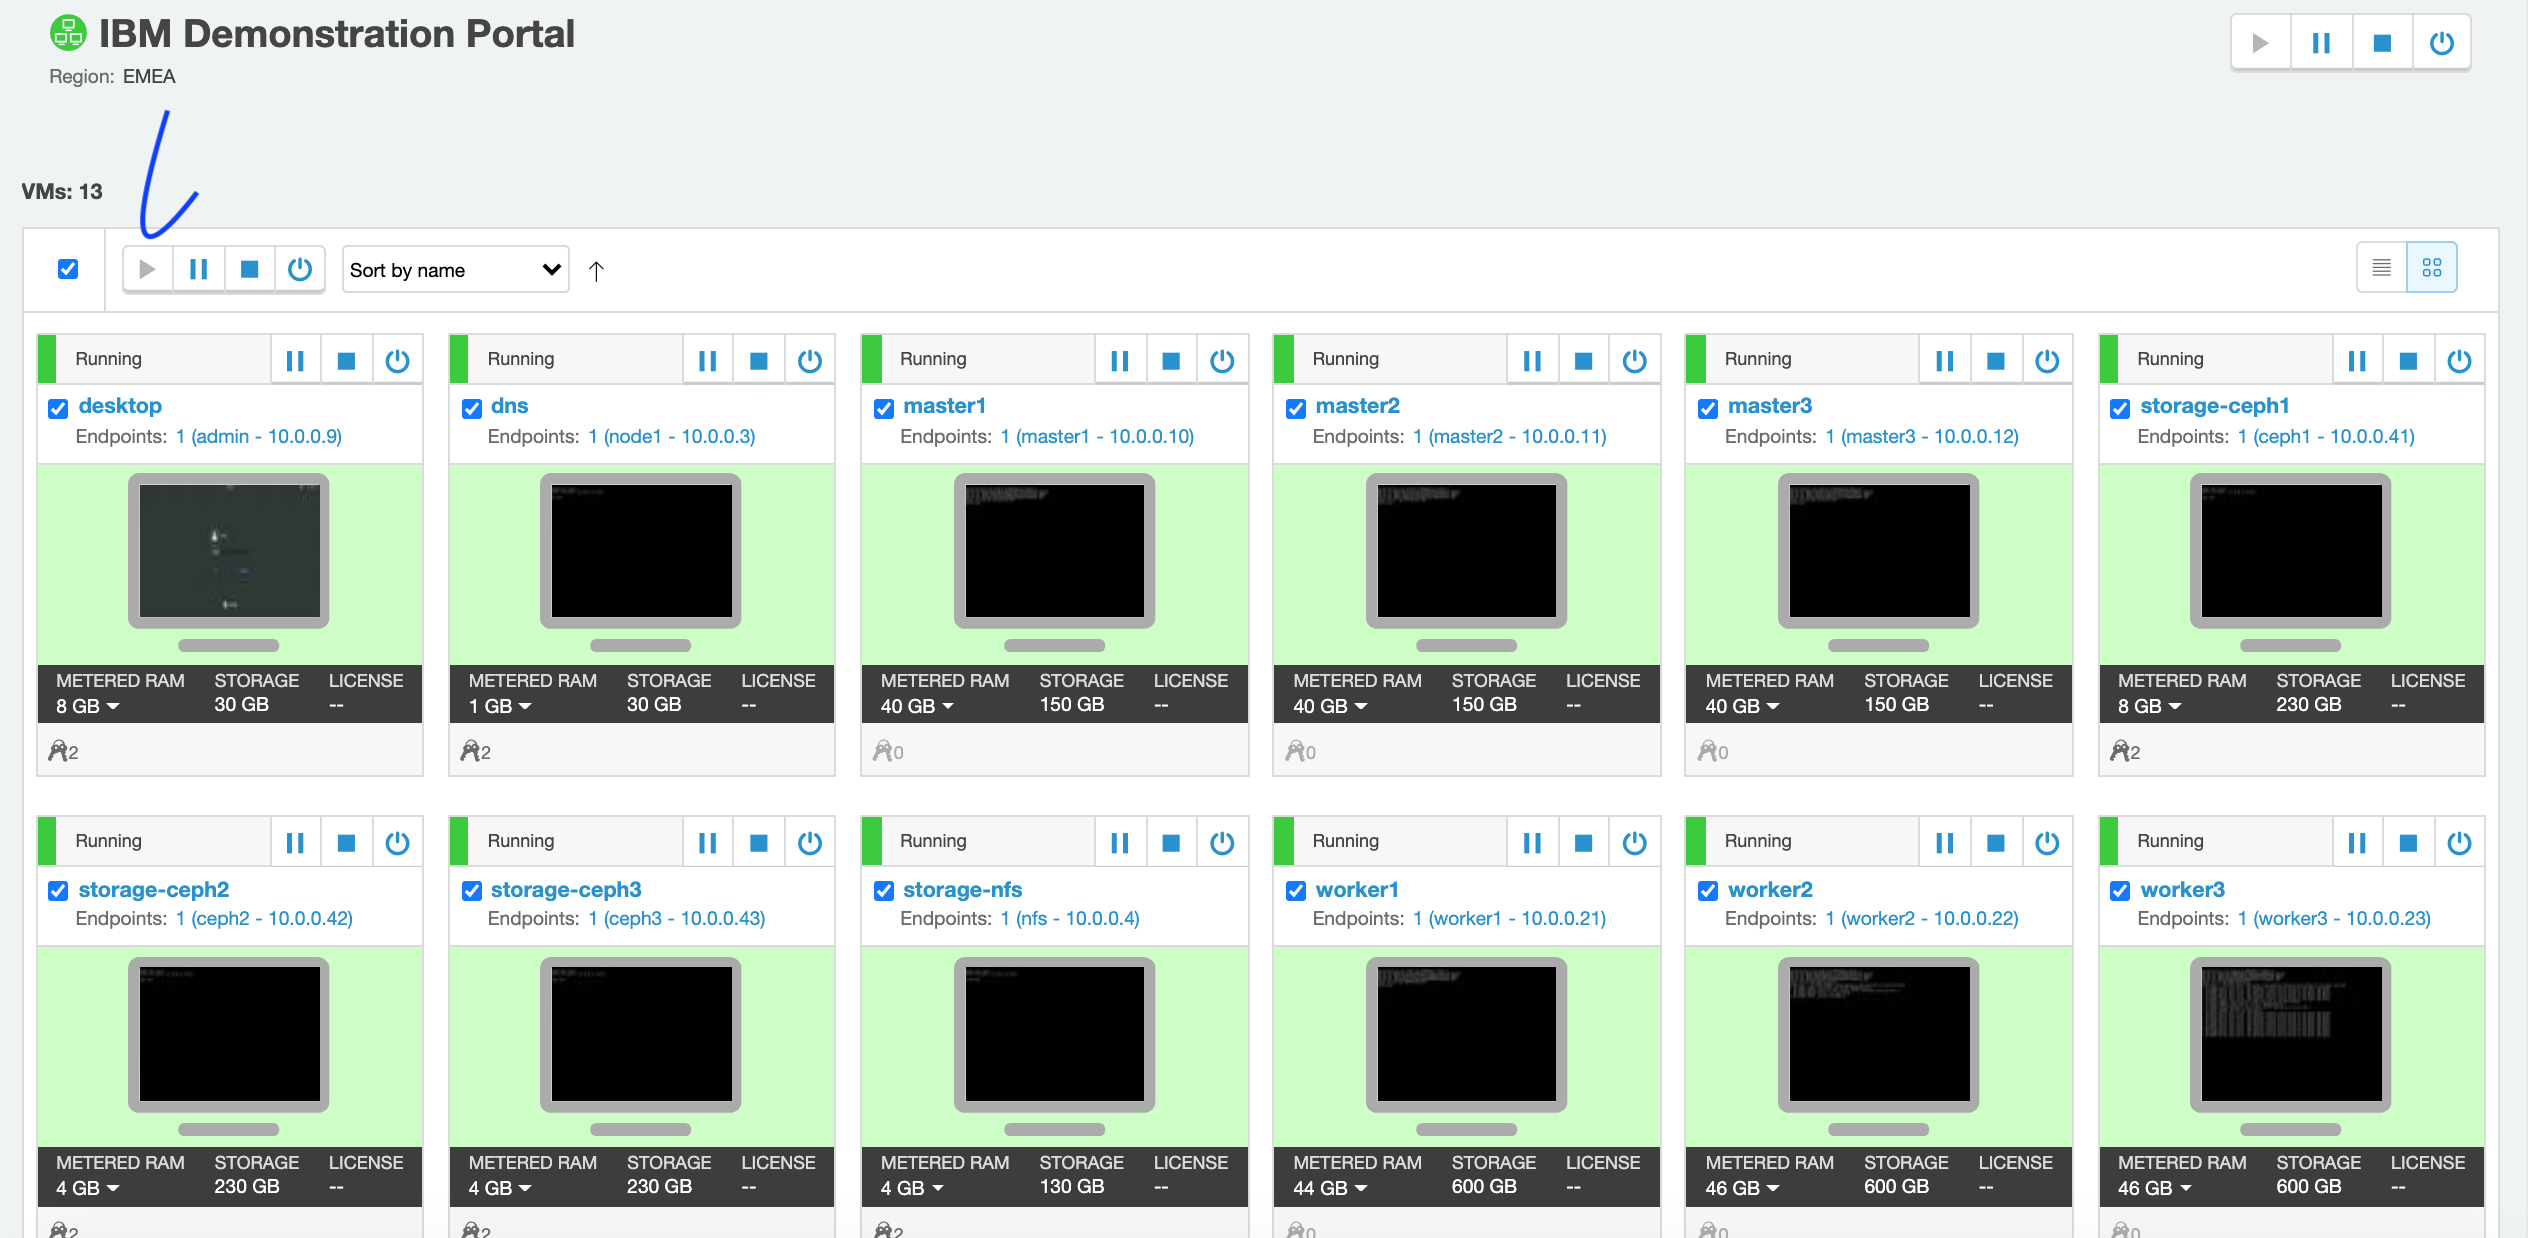 IBM Demonstration Portal
Region: EMEA
VMs: 13
Sort by name
Running
Running
Running
Running
Running
Running
desktop
dns
master1
master2
master3
storage-ceph1
Endpoints: 1 (admin - 10.0.0.9)
Endpoints: 1 (node1 - 10.0.0.3)
Endpoints: 1 (master1 - 10.0.0.10)
Endpoints: 1 (master2 - 10.0.0.11)
Endpoints: 1 (master3 - 10.0.0.12)
Endpoints: 1 (ceph1 - 10.0.0.41)
METERED RAM STORAGE LICENSE
METERED RAM STORAGE LICENSE
METERED RAM STORAGE LICENSE
METERED RAM STORAGE LICENSE
METERED RAM STORAGE LICENSE
METERED RAM STORAGE LICENSE
8 GB 30 GB --
1 GB 30 GB --
40 GB 150 GB --
40 GB 150 GB --
40 GB 150 GB --
8 GB 230 GB --
2
2
0
0
0
2
Running
Running
Running
Running
Running
Running
storage-ceph2
storage-ceph3
storage-nfs
worker1
worker2
worker3
Endpoints: 1 (ceph2 - 10.0.0.42)
Endpoints: 1 (ceph3 - 10.0.0.43)
Endpoints: 1 (nfs - 10.0.0.4)
Endpoints: 1 (worker1 - 10.0.0.21)
Endpoints: 1 (worker2 - 10.0.0.22)
Endpoints: 1 (worker3 - 10.0.0.23)
METERED RAM STORAGE LICENSE
METERED RAM STORAGE LICENSE
METERED RAM STORAGE LICENSE
METERED RAM STORAGE LICENSE
METERED RAM STORAGE LICENSE
METERED RAM STORAGE LICENSE
4 GB 230 GB --
4 GB 230 GB --
4 GB 130 GB --
44 GB 600 GB --
46 GB 600 GB --
46 GB 600 GB --
2
2
2
0
0
0